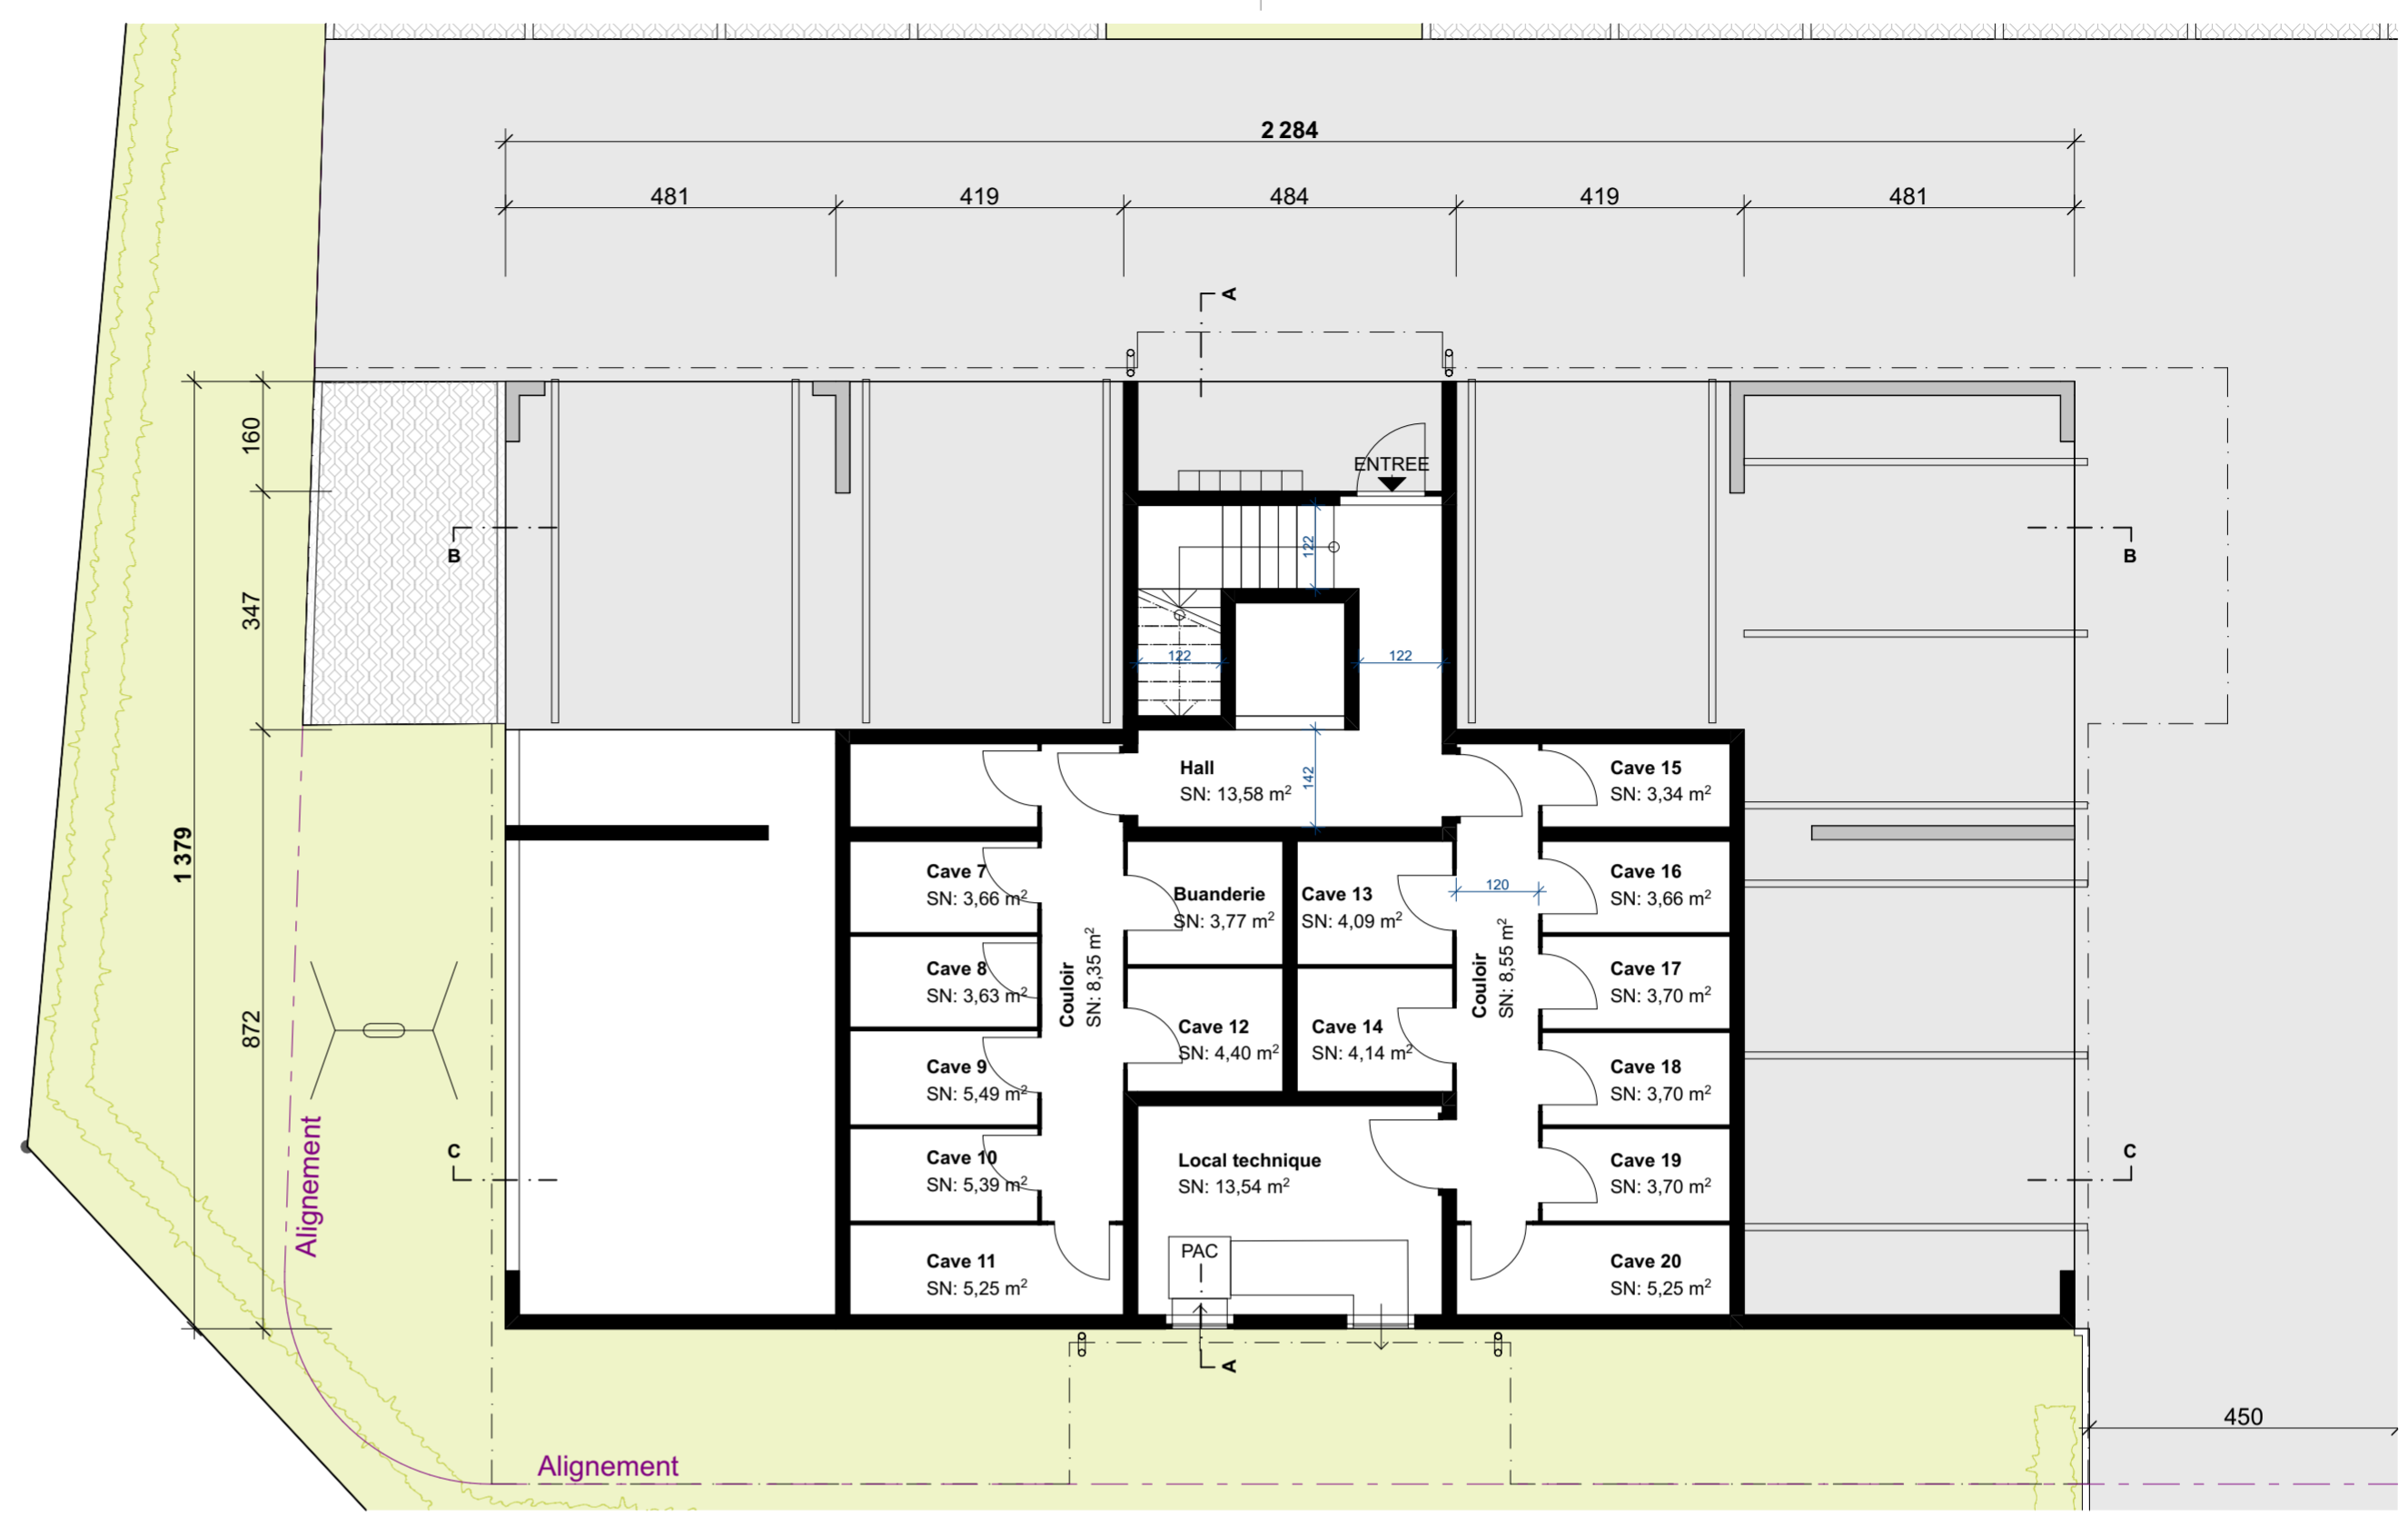 2 284
481
419
484
419
481
A
160
ENTREE
347
B
122
B
122
122
Hall
SN: 13,58 m²
142
Cave 15
SN: 3,34 m²
1 379
872
Cave 7
SN: 3,66 m²
Buanderie
SN: 3,77 m²
Cave 13
SN: 4,09 m²
120
Cave 16
SN: 3,66 m²
Couloir
SN: 8,35 m²
Couloir
SN: 8,55 m²
Cave 8
SN: 3,63 m²
Cave 17
SN: 3,70 m²
Cave 12
SN: 4,40 m²
Cave 14
SN: 4,14 m²
Cave 9
SN: 5,49 m²
Cave 18
SN: 3,70 m²
C
C
Alignement
Cave 10
SN: 5,39 m²
Local technique
SN: 13,54 m²
Cave 19
SN: 3,70 m²
PAC
Cave 11
SN: 5,25 m²
Cave 20
SN: 5,25 m²
A
450
Alignement